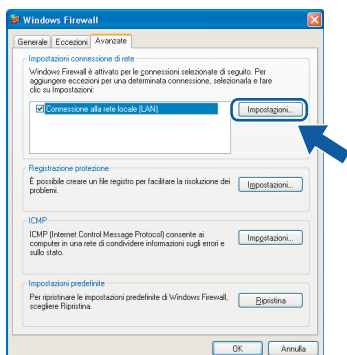 Windows Firewall
Generale Eccezioni Avanzate
Impostazioni connessione di rete
Windows Firewall è attivato per le connessioni selezionate di seguito. Per
aggiungere eccezioni per una determinata connessione, selezionarla e fare
clic su Impostazioni:
Connessione alla rete locale (LAN)
Impostazioni...
Registrazione protezione
È possibile creare un file registro per facilitare la risoluzione dei
problemi.
Impostazioni...
ICMP
ICMP (Internet Control Message Protocol) consente ai
computer in una rete di condividere informazioni sugli errori e
sullo stato.
Impostazioni...
Impostazioni predefinite
Per ripristinare le impostazioni predefinite di Windows Firewall,
scegliere Ripristina.
Ripristina
OK Annulla